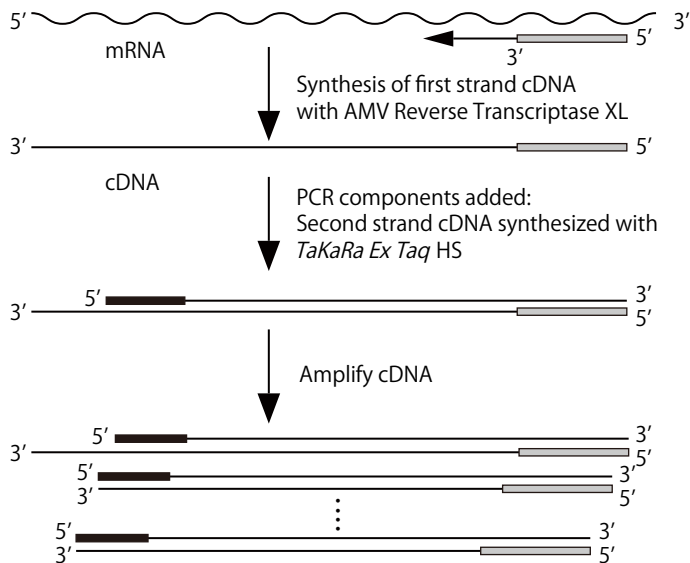 5′ 3′
5′
mRNA 3′
Synthesis of first strand cDNA
with AMV Reverse Transcriptase XL
3′ 5′
cDNA
PCR components added:
Second strand cDNA synthesized with
TaKaRa Ex Taq HS
5′ 3′
3′ 5′
Amplify cDNA
5′ 3′
3′ 5′
5′ 3′
3′ 5′
5′ 3′
3′ 5′